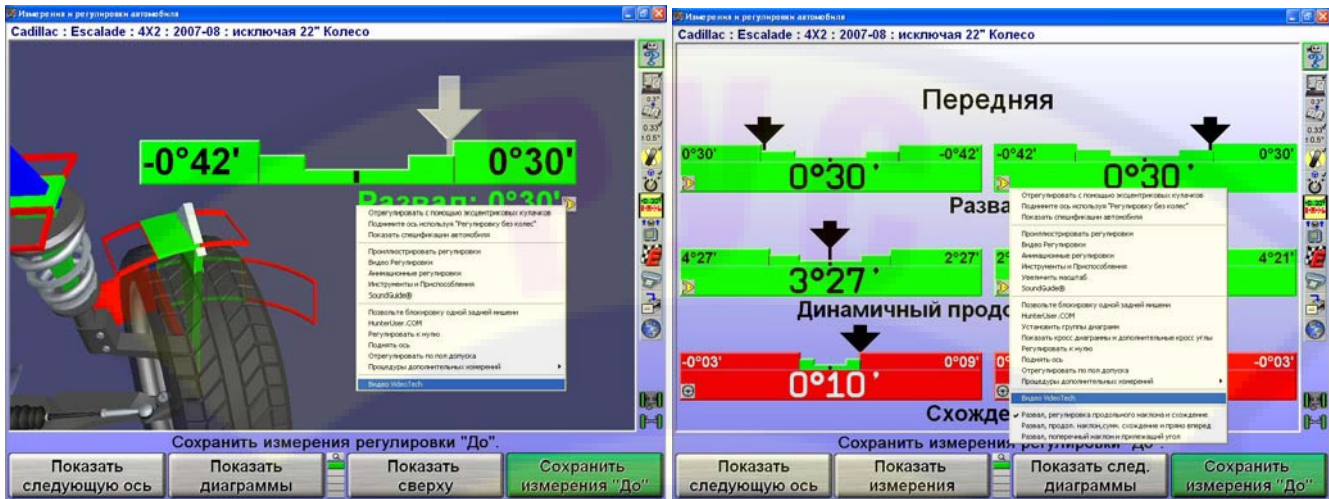 Измерения и регулировки автомобиля
Cadillac : Escalade : 4X2 : 2007-08 : исключая 22" Колесо
-0°42' 0°30'
Развал: 0°30'
Отрегулировать с помощью эксцентриковых кулачков
Поднимите ось используя "Регулировку без колес"
Показать спецификации автомобиля
Проиллюстрировать регулировки
Видео Регулировки
Анимационные регулировки
Инструменты и Приспособления
SoundGuide®
Позвольте блокировку одной задней мишени
HunterUser.COM
Регулировать к нулю
Поднять ось
Отрегулировать по пол допуска
Процедуры дополнительных измерений
Видео VideoTech
Сохранить измерения регулировки "До".
Показать следующую ось
Показать диаграммы
Показать сверху
Сохранить измерения "До"
Измерения и регулировки автомобиля
Cadillac : Escalade : 4X2 : 2007-08 : исключая 22" Колесо
Передняя
0°30' -0°42' -0°42' 0°30'
0°30' 0°30'
Разва
4°27' 2°27' 2° 4°21'
3°27'
Динамичный продо
-0°03' 0°09' 0° -0°03'
0°10'
Схожде
Отрегулировать с помощью эксцентриковых кулачков
Поднимите ось используя "Регулировку без колес"
Показать спецификации автомобиля
Проиллюстрировать регулировки
Видео Регулировки
Анимационные регулировки
Инструменты и Приспособления
Увеличить масштаб
SoundGuide®
Позвольте блокировку одной задней мишени
HunterUser.COM
Установить группы диаграмм
Показать кросс диаграммы и дополнительные кросс углы
Регулировать к нулю
Поднять ось
Отрегулировать по пол допуска
Процедуры дополнительных измерений
Видео VideoTech
Развал, регулировка продольного наклона и схождение
Развал, продол. наклон,сумм. схождение и прямо вперед
Развал, поперечный наклон и прилежащий угол
Сохранить измерения регулировки "До".
Показать следующую ось
Показать измерения
Показать след. диаграммы
Сохранить измерения "До"